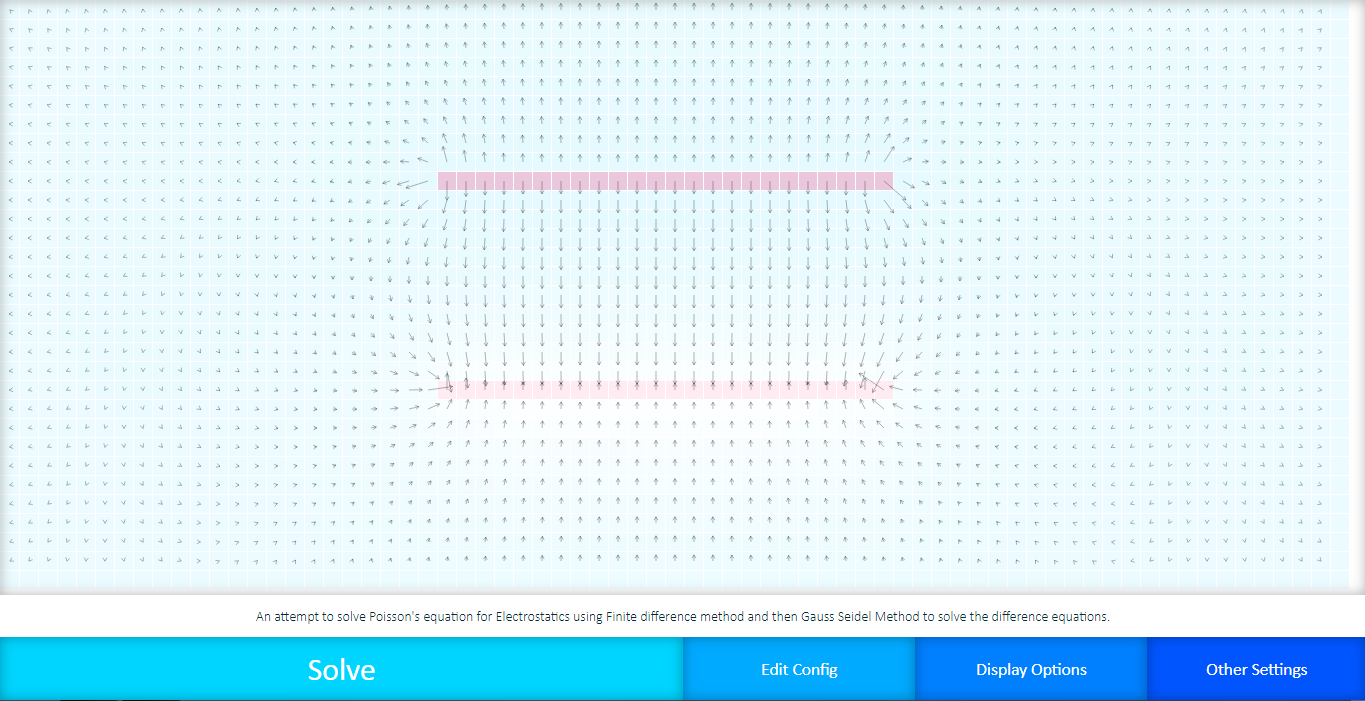 An attempt to solve Poisson's equation for Electrostatics using Finite difference method and then Gauss Seidel Method to solve the difference equations.
Solve
Edit Config
Display Options
Other Settings